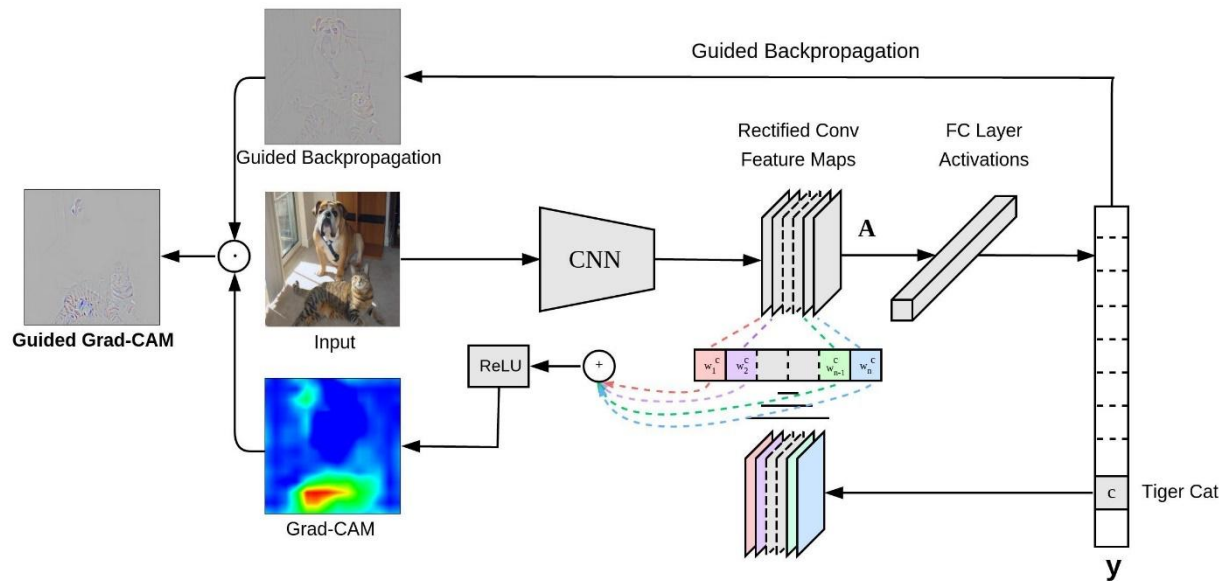 Guided Backpropagation
Rectified Conv
Feature Maps
FC Layer
Activations
Guided Backpropagation
CNN
A
Guided Grad-CAM
Input
ReLU
+
w₁ᶜ
w₂ᶜ
wₙ₋₁ᶜ
wₙᶜ
Grad-CAM
c
Tiger Cat
y